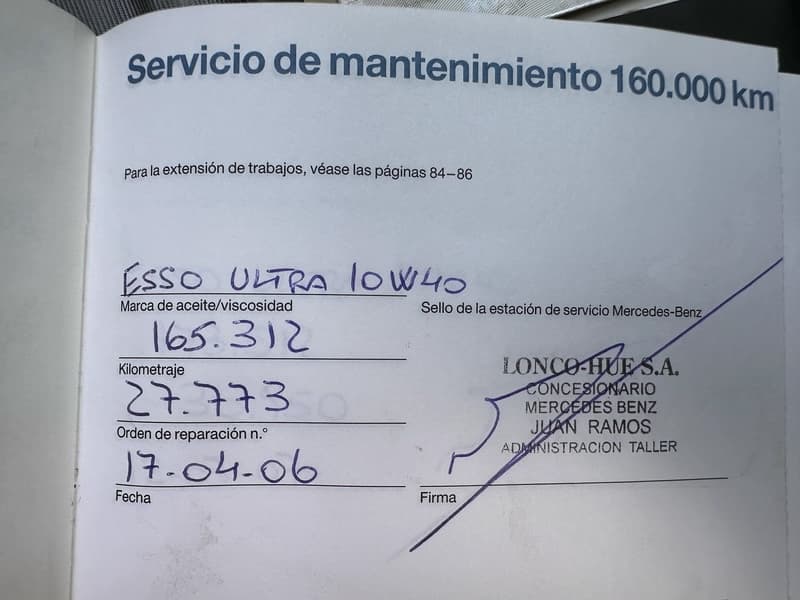 Servicio de mantenimiento 160.000 km
Para la extensión de trabajos, véase las páginas 84–86
ESSO ULTRA 10W40
Marca de aceite/viscosidad
Sello de la estación de servicio Mercedes-Benz
165.312
Kilometraje
27.773
Orden de reparación n.°
17-04-06
Fecha
LONCO-HUE S.A.
CONCESIONARIO
MERCEDES BENZ
JUAN RAMOS
ADMINISTRACION TALLER
Firma